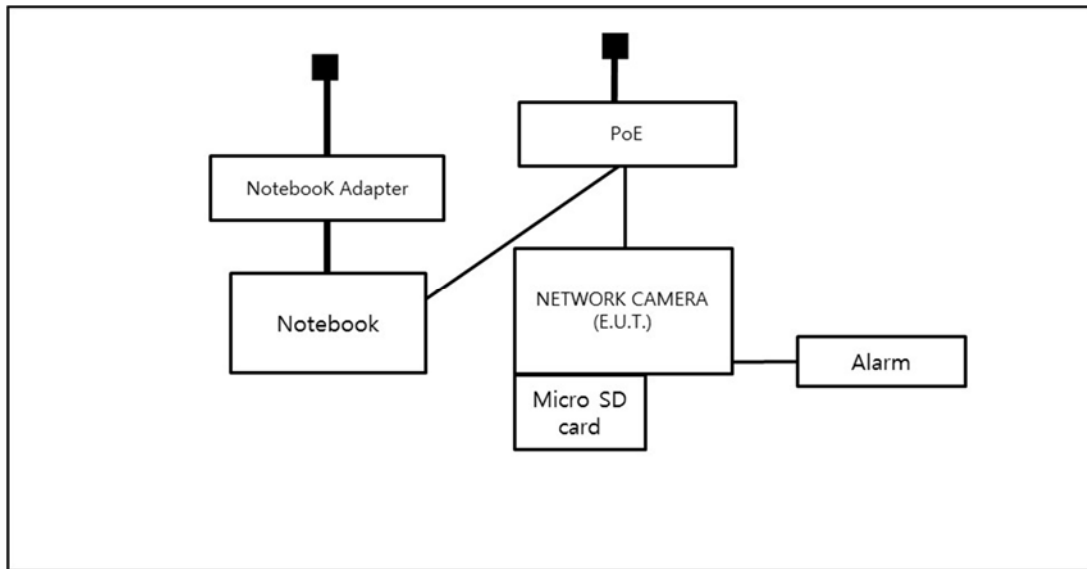 PoE
NotebooK Adapter
NETWORK CAMERA
(E.U.T.)
Notebook
Alarm
Micro SD
card